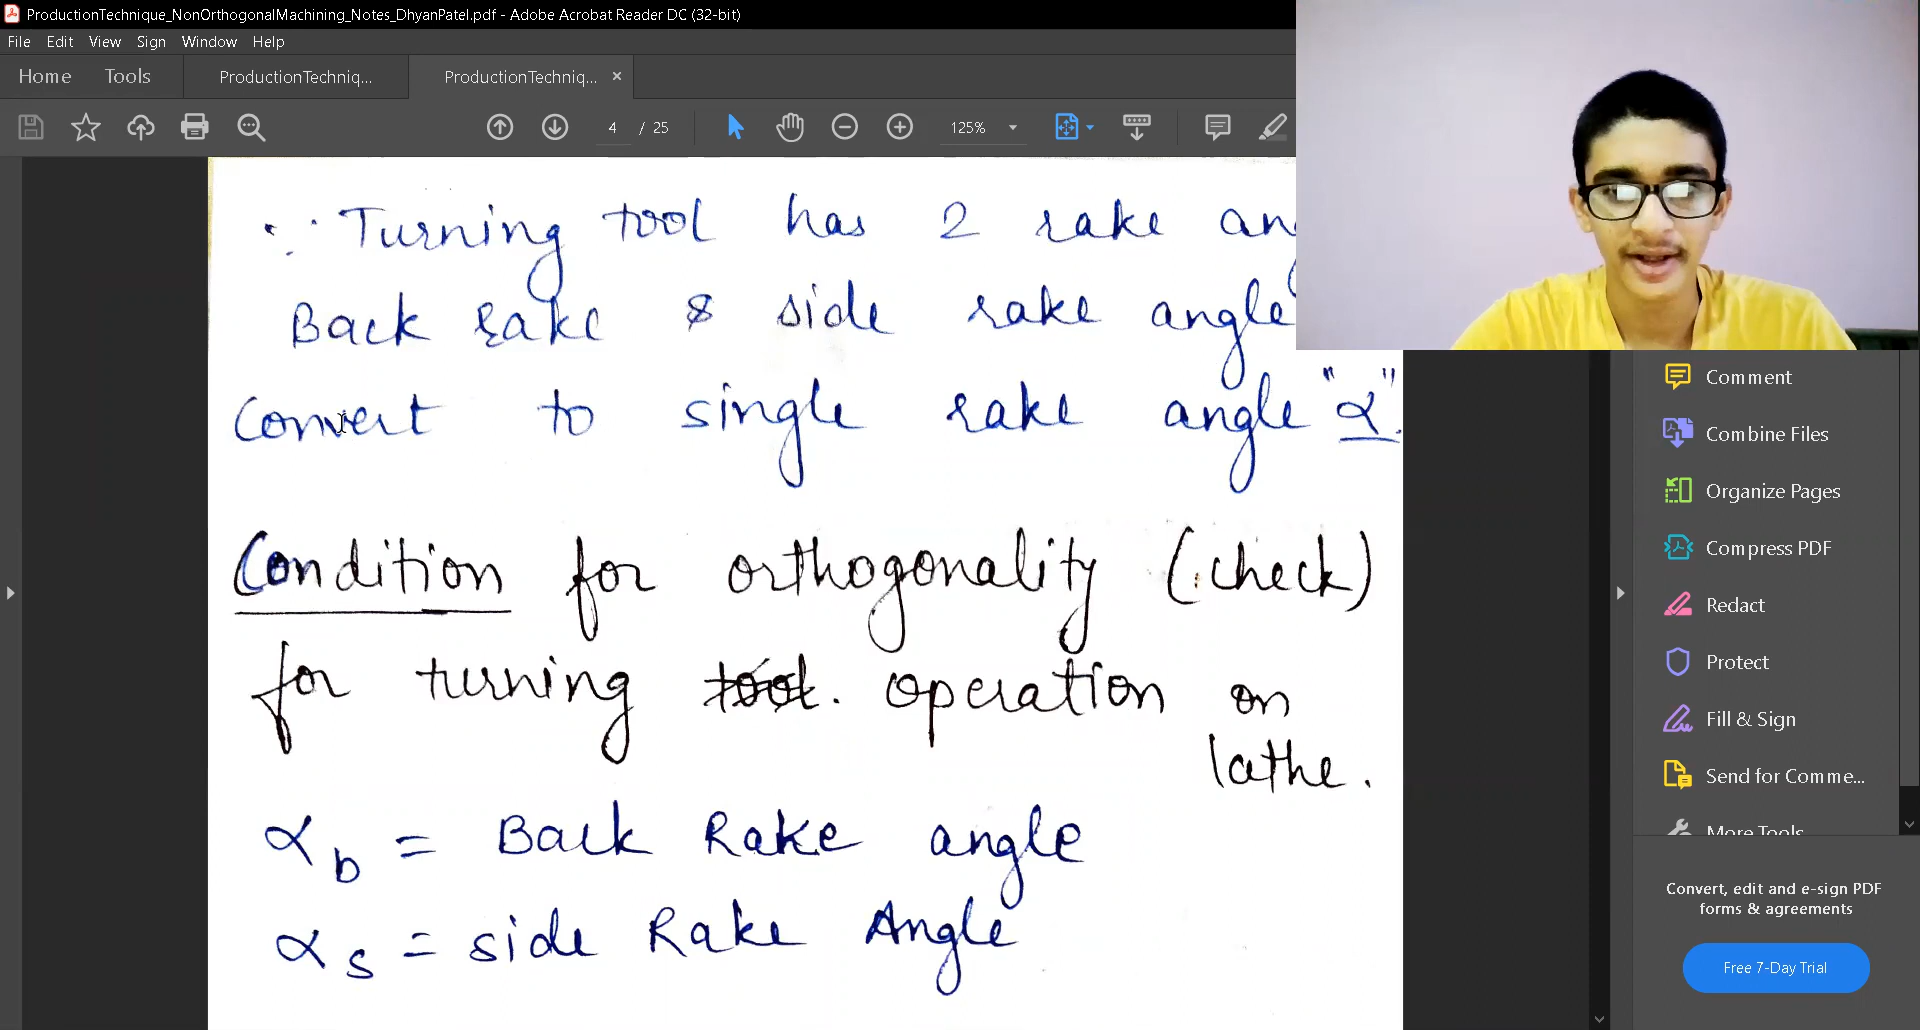 ProductionTechnique_NonOrthogonalMachining_Notes_DhyanPatel.pdf - Adobe Acrobat Reader DC (32-bit)
File Edit View Sign Window Help
Home Tools ProductionTechniq... ProductionTechniq... ×
4 / 25 125%
∵ Turning tool has 2 rake ang
Back rake & side rake angle
Convert to single rake angle "α".
Condition for orthogonality (check)
for turning tool. operation on
lathe.
αb = Back Rake angle
αs = side Rake Angle
Comment
Combine Files
Organize Pages
Compress PDF
Redact
Protect
Fill & Sign
Send for Comme...
More Tools
Convert, edit and e-sign PDF
forms & agreements
Free 7-Day Trial